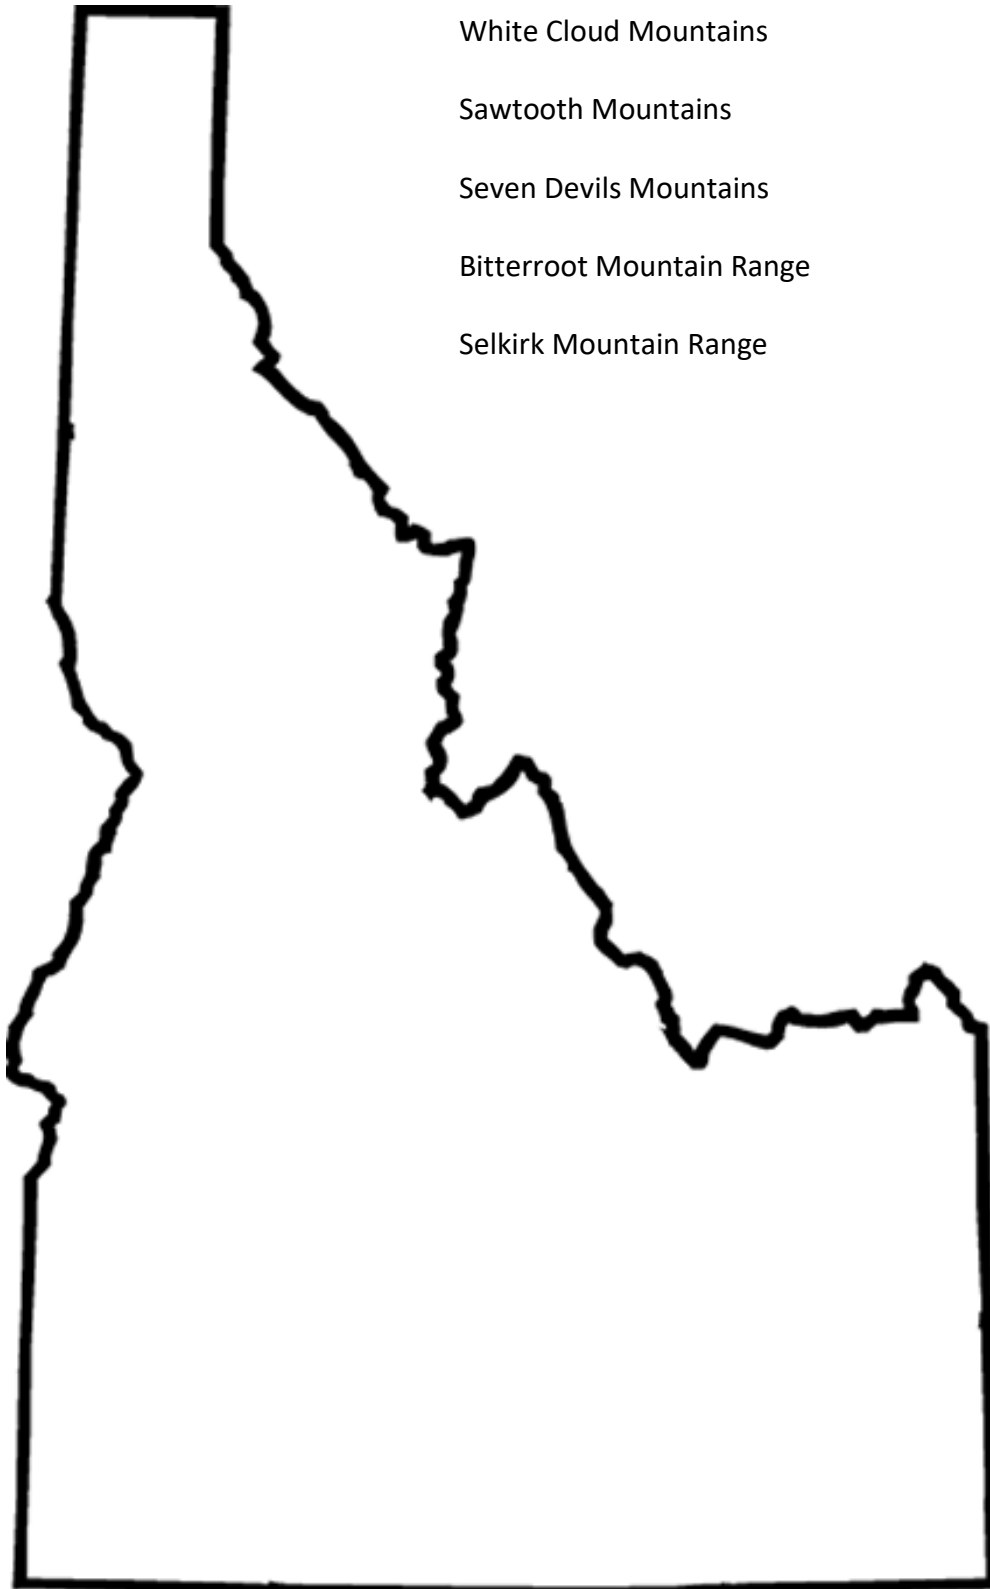 White Cloud Mountains
Sawtooth Mountains
Seven Devils Mountains
Bitterroot Mountain Range
Selkirk Mountain Range